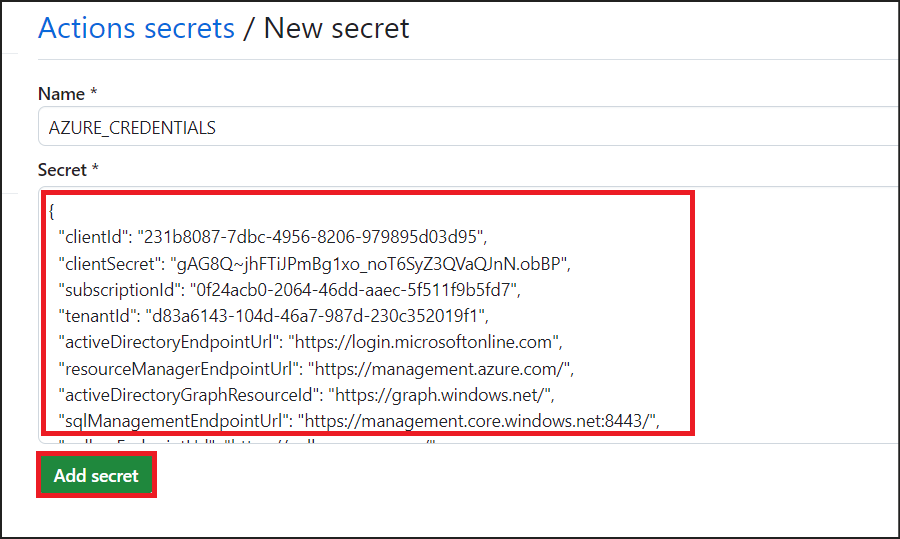 Actions secrets / New secret
Name *
AZURE_CREDENTIALS
Secret *
{
"clientId": "231b8087-7dbc-4956-8206-979895d03d95",
"clientSecret": "gAG8Q~jhFTiJPmBg1xo_noT6SyZ3QVaQJnN.obBP",
"subscriptionId": "0f24acb0-2064-46dd-aaec-5f511f9b5fd7",
"tenantId": "d83a6143-104d-46a7-987d-230c352019f1",
"activeDirectoryEndpointUrl": "https://login.microsoftonline.com",
"resourceManagerEndpointUrl": "https://management.azure.com/",
"activeDirectoryGraphResourceId": "https://graph.windows.net/",
"sqlManagementEndpointUrl": "https://management.core.windows.net:8443/",
Add secret